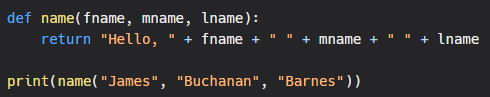 def name(fname, mname, lname):
    return "Hello, " + fname + " " + mname + " " + lname

print(name("James", "Buchanan", "Barnes"))